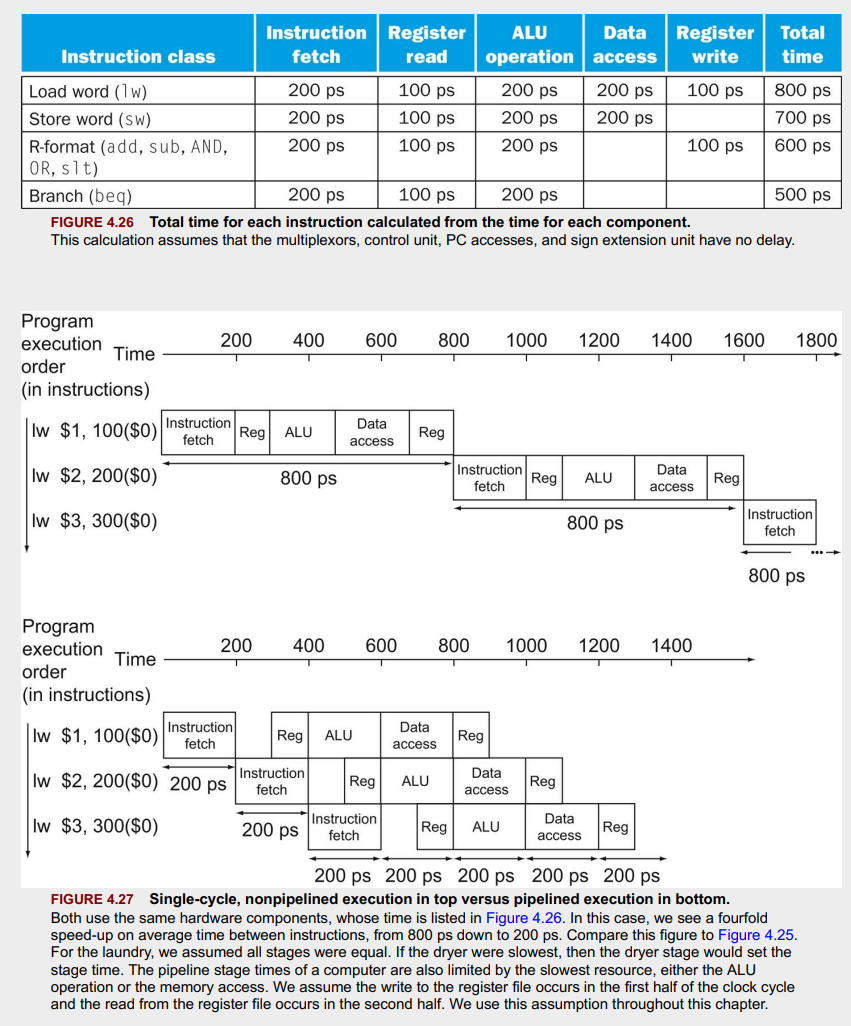 Instruction class Instruction fetch Register read ALU operation Data access Register write Total time
Load word (lw) 200 ps 100 ps 200 ps 200 ps 100 ps 800 ps
Store word (sw) 200 ps 100 ps 200 ps 200 ps 700 ps
R-format (add, sub, AND, 200 ps 100 ps 200 ps 100 ps 600 ps
OR, slt)
Branch (beq) 200 ps 100 ps 200 ps 500 ps
FIGURE 4.26 Total time for each instruction calculated from the time for each component.
This calculation assumes that the multiplexors, control unit, PC accesses, and sign extension unit have no delay.
Program
execution
order
(in instructions)
Time
200 400 600 800 1000 1200 1400 1600 1800
lw $1, 100($0) Instruction fetch Reg ALU Data access Reg
800 ps
lw $2, 200($0) Instruction fetch Reg ALU Data access Reg
800 ps
lw $3, 300($0) Instruction fetch
800 ps
Program
execution
order
(in instructions)
Time
200 400 600 800 1000 1200 1400
lw $1, 100($0) Instruction fetch Reg ALU Data access Reg
lw $2, 200($0) 200 ps Instruction fetch Reg ALU Data access Reg
lw $3, 300($0) 200 ps Instruction fetch Reg ALU Data access Reg
200 ps 200 ps 200 ps 200 ps 200 ps
FIGURE 4.27 Single-cycle, nonpipelined execution in top versus pipelined execution in bottom.
Both use the same hardware components, whose time is listed in Figure 4.26. In this case, we see a fourfold
speed-up on average time between instructions, from 800 ps down to 200 ps. Compare this figure to Figure 4.25.
For the laundry, we assumed all stages were equal. If the dryer were slowest, then the dryer stage would set the
stage time. The pipeline stage times of a computer are also limited by the slowest resource, either the ALU
operation or the memory access. We assume the write to the register file occurs in the first half of the clock cycle
and the read from the register file occurs in the second half. We use this assumption throughout this chapter.